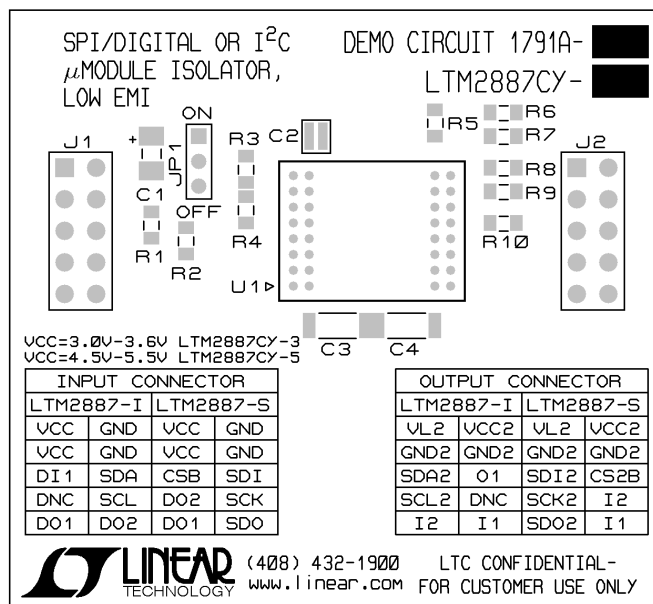 SPI/DIGITAL OR I²C
µMODULE ISOLATOR,
LOW EMI
DEMO CIRCUIT 1791A-
LTM2887CY-
ON
J1
+
JP1
C1
OFF
R1
R2
R3
R4
C2
U1
R5
R6
R7
R8
R9
R10
J2
C3
C4
VCC=3.0V-3.6V LTM2887CY-3
VCC=4.5V-5.5V LTM2887CY-5
INPUT CONNECTOR
LTM2887-I LTM2887-S
VCC GND VCC GND
VCC GND VCC GND
DI1 SDA CSB SDI
DNC SCL DO2 SCK
DO1 DO2 DO1 SDO
OUTPUT CONNECTOR
LTM2887-I LTM2887-S
VL2 VCC2 VL2 VCC2
GND2 GND2 GND2 GND2
SDA2 O1 SDI2 CS2B
SCL2 DNC SCK2 I2
I2 I1 SDO2 I1
LINEAR
TECHNOLOGY
(408) 432-1900
www.linear.com
LTC CONFIDENTIAL-
FOR CUSTOMER USE ONLY